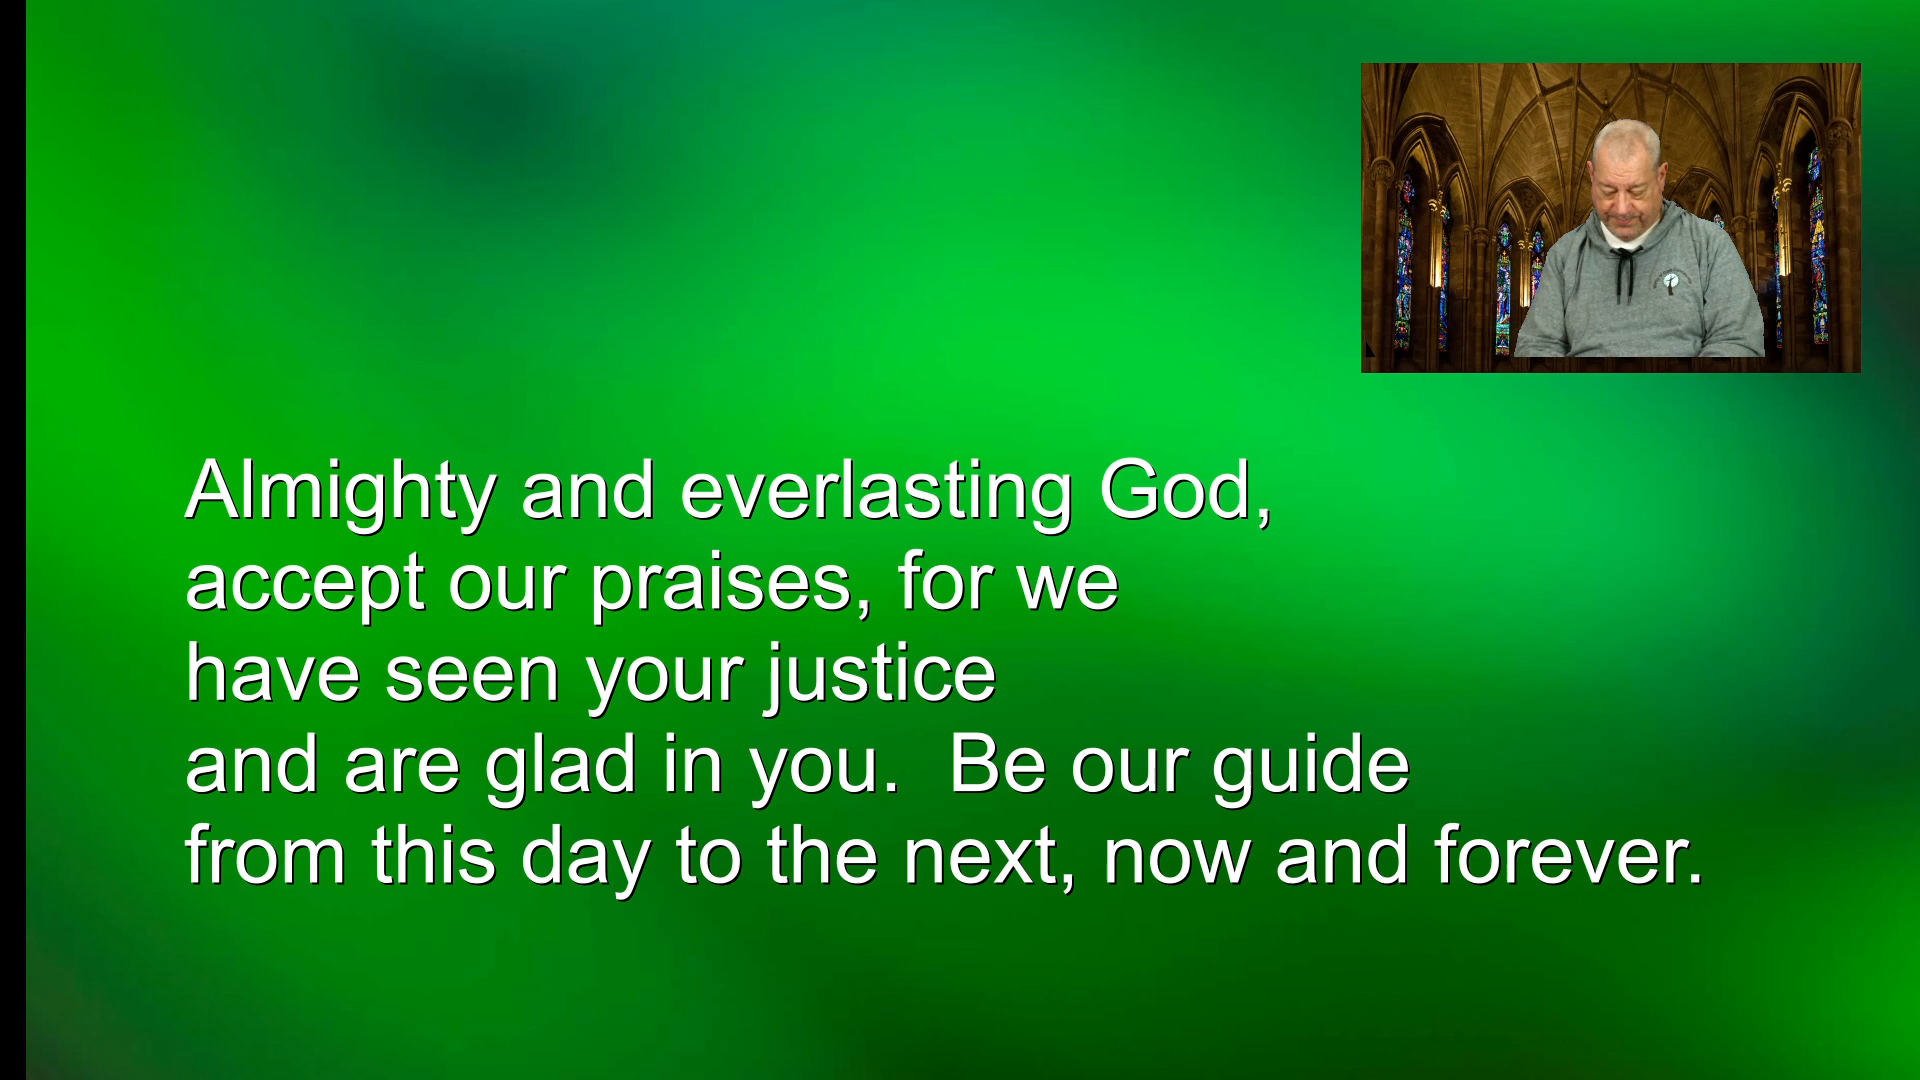 Almighty and everlasting God,
accept our praises, for we
have seen your justice
and are glad in you.  Be our guide
from this day to the next, now and forever.